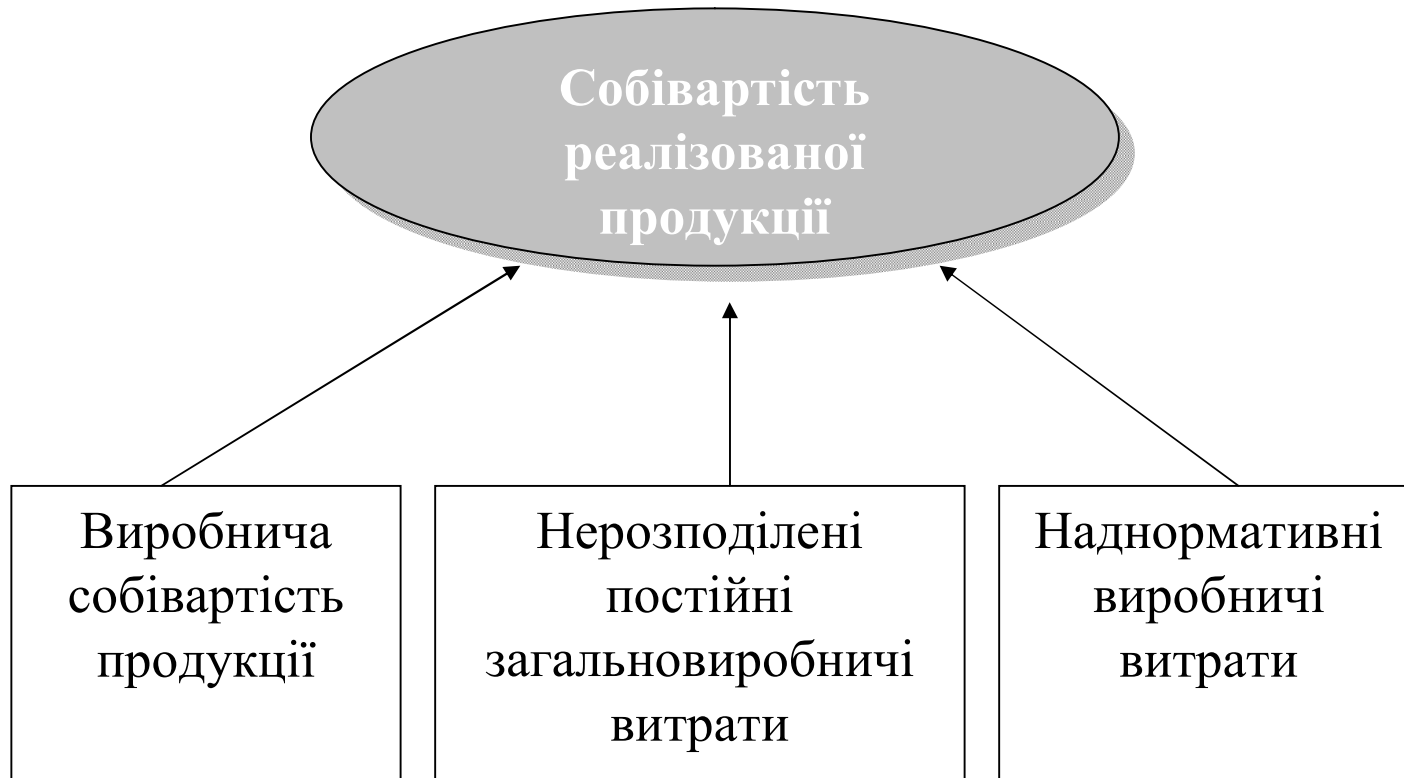 Собівартість
реалізованої
продукції
Виробнича
собівартість
продукції
Нерозподілені
постійні
загальновиробничі
витрати
Наднормативні
виробничі
витрати